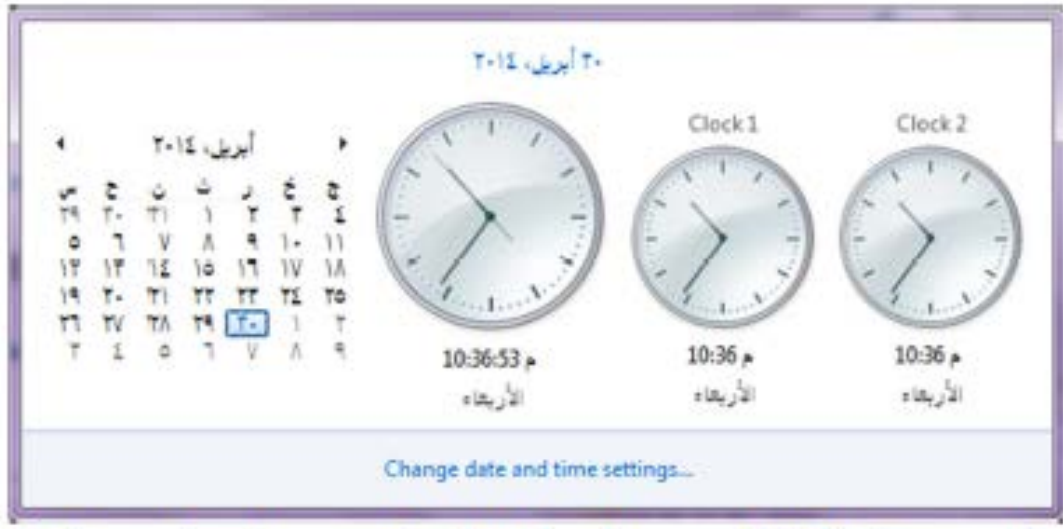 ٣٠ أبريل، ٢٠١٤
أبريل، ٢٠١٤
س ح ن ث ر خ ج
٢٩ ٣٠ ٣١ ١ ٢ ٣ ٤
٥ ٦ ٧ ٨ ٩ ١٠ ١١
١٢ ١٣ ١٤ ١٥ ١٦ ١٧ ١٨
١٩ ٢٠ ٢١ ٢٢ ٢٣ ٢٤ ٢٥
٢٦ ٢٧ ٢٨ ٢٩ ٣٠ ١ ٢
٣ ٤ ٥ ٦ ٧ ٨ ٩
10:36:53 م
الأربعاء
Clock 1
10:36 م
الأربعاء
Clock 2
10:36 م
الأربعاء
Change date and time settings...